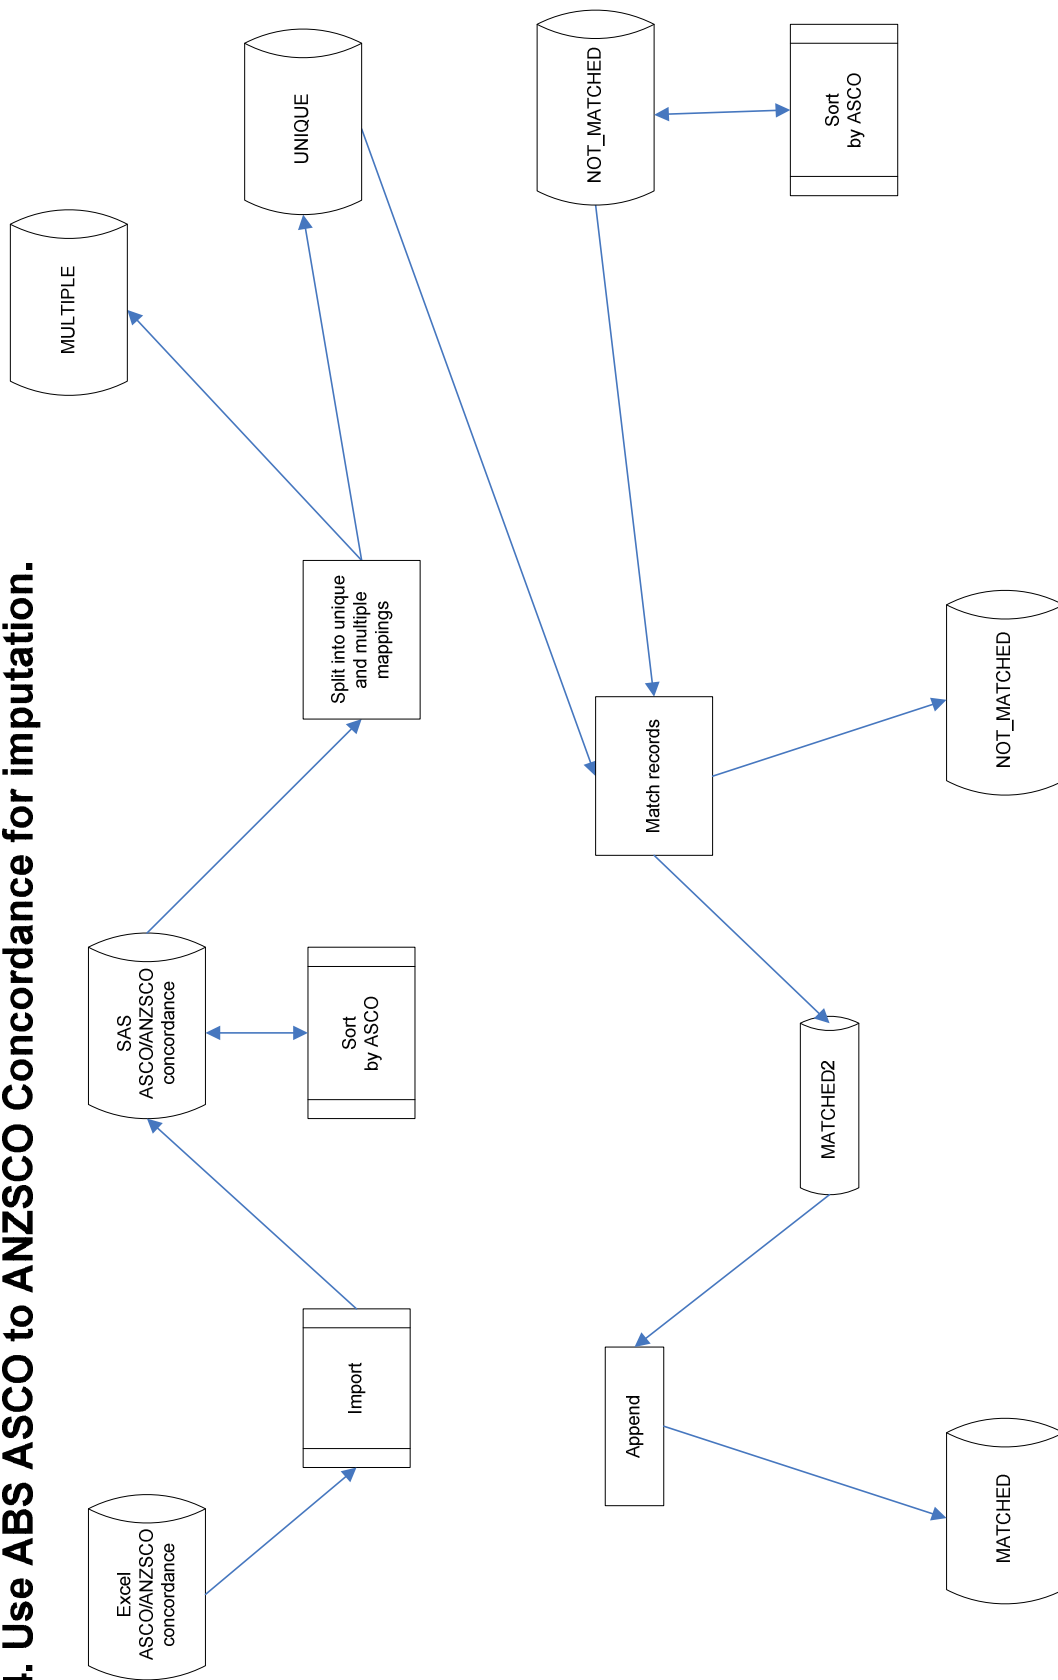 4. Use ABS ASCO to ANZSCO Concordance for imputation.
Excel
ASCO/ANZSCO
concordance
Import
SAS
ASCO/ANZSCO
concordance
Sort
by ASCO
Split into unique
and multiple
mappings
MULTIPLE
UNIQUE
NOT_MATCHED
Sort
by ASCO
Match records
NOT_MATCHED
MATCHED2
Append
MATCHED